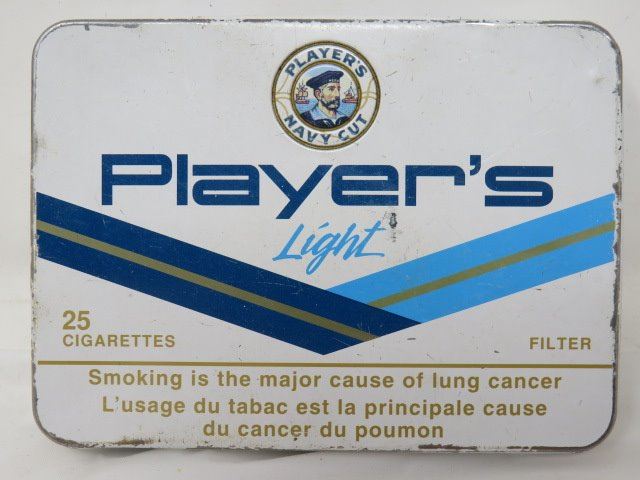 PLAYER'S
NAVY CUT
Player's
Light
25
CIGARETTES
FILTER
Smoking is the major cause of lung cancer
L'usage du tabac est la principale cause
du cancer du poumon